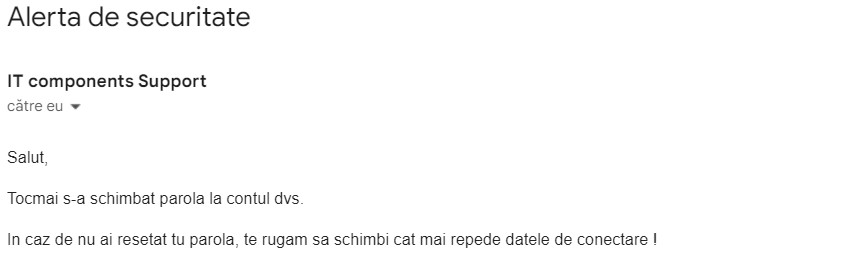 Alerta de securitate
IT components Support
către eu
Salut,
Tocmai s-a schimbat parola la contul dvs.
In caz de nu ai resetat tu parola, te rugam sa schimbi cat mai repede datele de conectare !